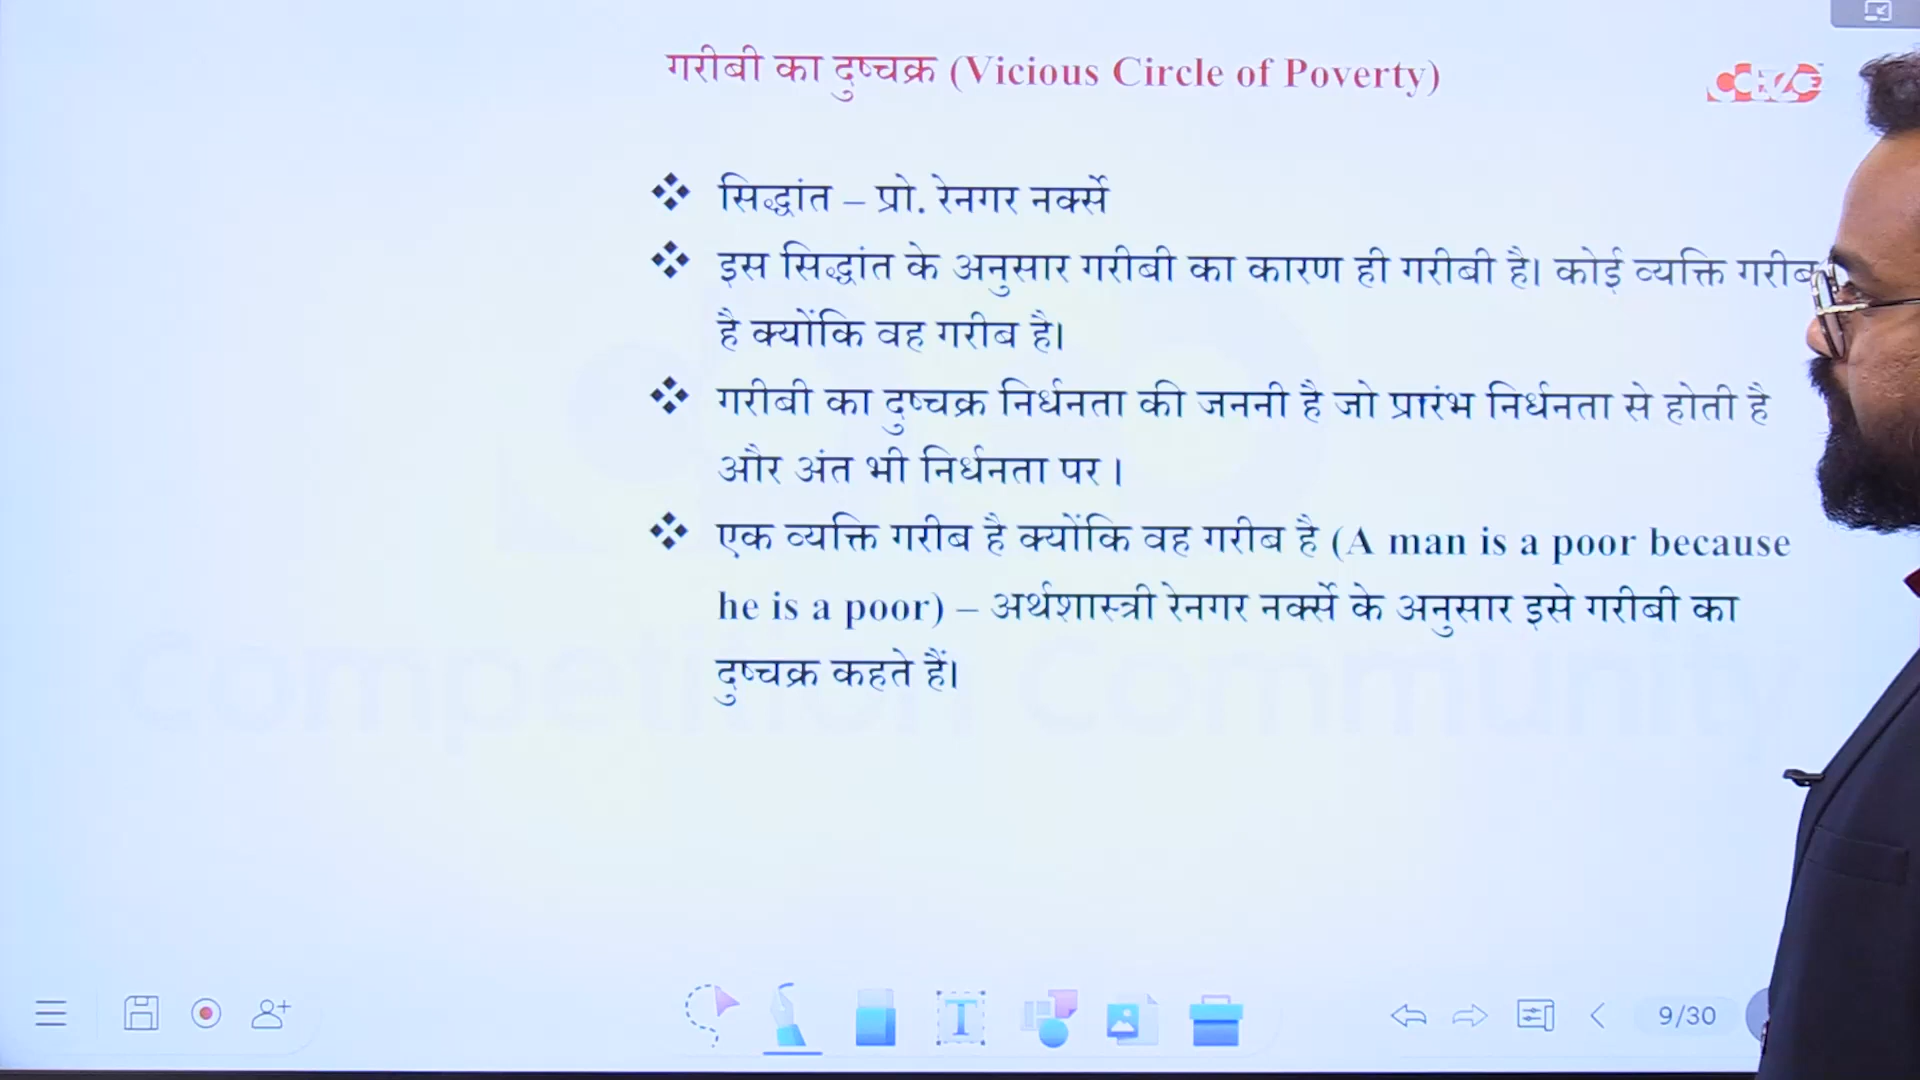 गरीबी का दुष्चक्र (Vicious Circle of Poverty)
सिद्धांत – प्रो. रेनगर नर्क्से
इस सिद्धांत के अनुसार गरीबी का कारण ही गरीबी है। कोई व्यक्ति गरीब
है क्योंकि वह गरीब है।
गरीबी का दुष्चक्र निर्धनता की जननी है जो प्रारंभ निर्धनता से होती है
और अंत भी निर्धनता पर ।
एक व्यक्ति गरीब है क्योंकि वह गरीब है (A man is a poor because
he is a poor) – अर्थशास्त्री रेनगर नर्क्से के अनुसार इसे गरीबी का
दुष्चक्र कहते हैं।
Competition Community
T
9/30